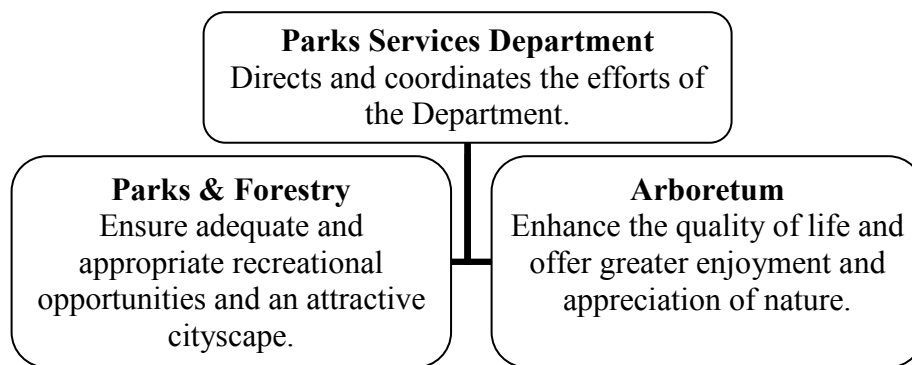 Parks Services Department
Directs and coordinates the efforts of
the Department.
Parks & Forestry
Ensure adequate and
appropriate recreational
opportunities and an attractive
cityscape.
Arboretum
Enhance the quality of life and
offer greater enjoyment and
appreciation of nature.